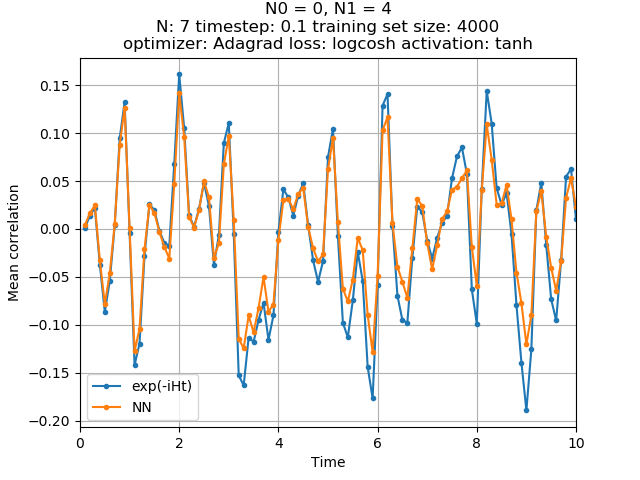 N0 = 0, N1 = 4
N: 7 timestep: 0.1 training set size: 4000
optimizer: Adagrad loss: logcosh activation: tanh
Mean correlation
0.15
0.10
0.05
0.00
−0.05
−0.10
−0.15
−0.20
exp(-iHt)
NN
0 2 4 6 8 10
Time